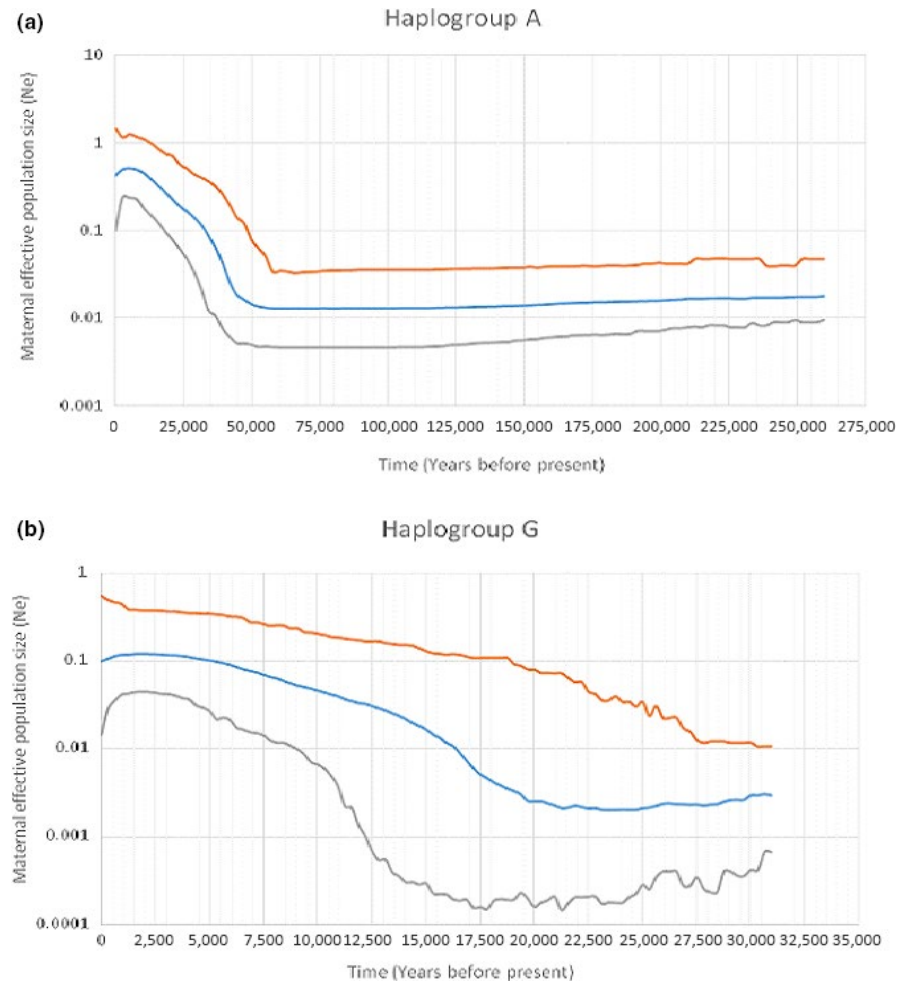 (a)
Haplogroup A
Maternal effective population size (Ne)
10
1
0.1
0.01
0.001
0 25,000 50,000 75,000 100,000 125,000 150,000 175,000 200,000 225,000 250,000 275,000
Time (Years before present)
(b)
Haplogroup G
Maternal effective population size (Ne)
1
0.1
0.01
0.001
0.0001
0 2,500 5,000 7,500 10,000 12,500 15,000 17,500 20,000 22,500 25,000 27,500 30,000 32,500 35,000
Time (Years before present)